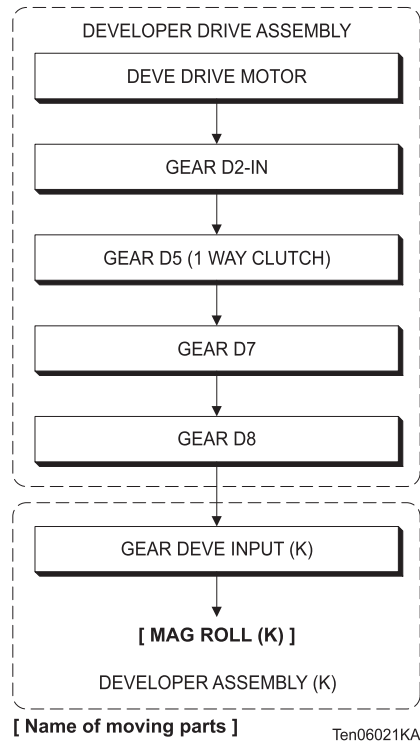 DEVELOPER DRIVE ASSEMBLY
DEVE DRIVE MOTOR
GEAR D2-IN
GEAR D5 (1 WAY CLUTCH)
GEAR D7
GEAR D8
GEAR DEVE INPUT (K)
[ MAG ROLL (K) ]
DEVELOPER ASSEMBLY (K)
[ Name of moving parts ]
Ten06021KA